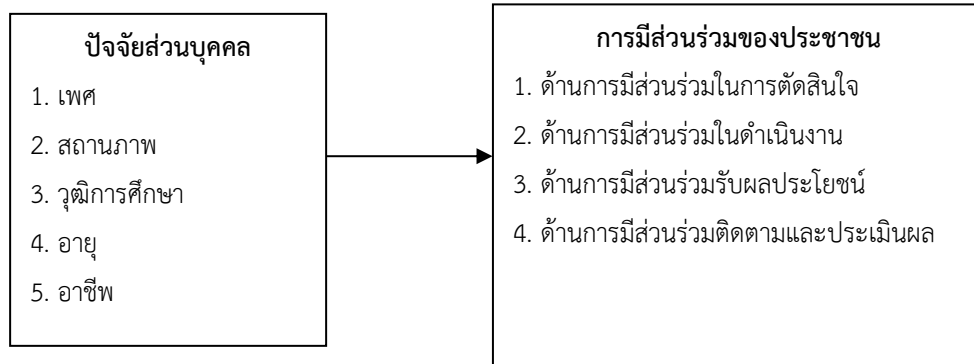 ปัจจัยส่วนบุคคล
1. เพศ
2. สถานภาพ
3. วุฒิการศึกษา
4. อายุ
5. อาชีพ
การมีส่วนร่วมของประชาชน
1. ด้านการมีส่วนร่วมในการตัดสินใจ
2. ด้านการมีส่วนร่วมในดำเนินงาน
3. ด้านการมีส่วนร่วมรับผลประโยชน์
4. ด้านการมีส่วนร่วมติดตามและประเมินผล